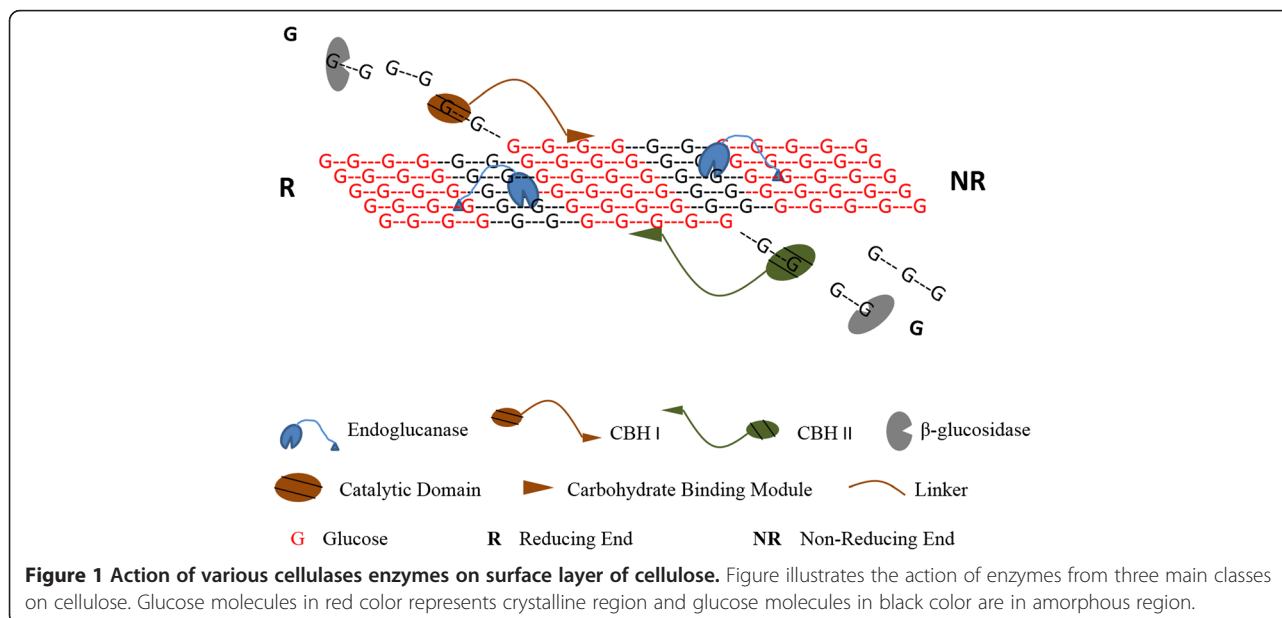 G
G---G G---G
G---G---
G---G---G---G---G---G---G---G---G---G---G
G---G---G---G---G---G---G---G---G---G---G---G---G---G---G---G
R
NR
---G---G
G---G---G
G---G
G
Endoglucanase
CBH I
CBH II
β-glucosidase
Catalytic Domain
Carbohydrate Binding Module
Linker
G Glucose
R Reducing End
NR Non-Reducing End
Figure 1 Action of various cellulases enzymes on surface layer of cellulose. Figure illustrates the action of enzymes from three main classes
on cellulose. Glucose molecules in red color represents crystalline region and glucose molecules in black color are in amorphous region.